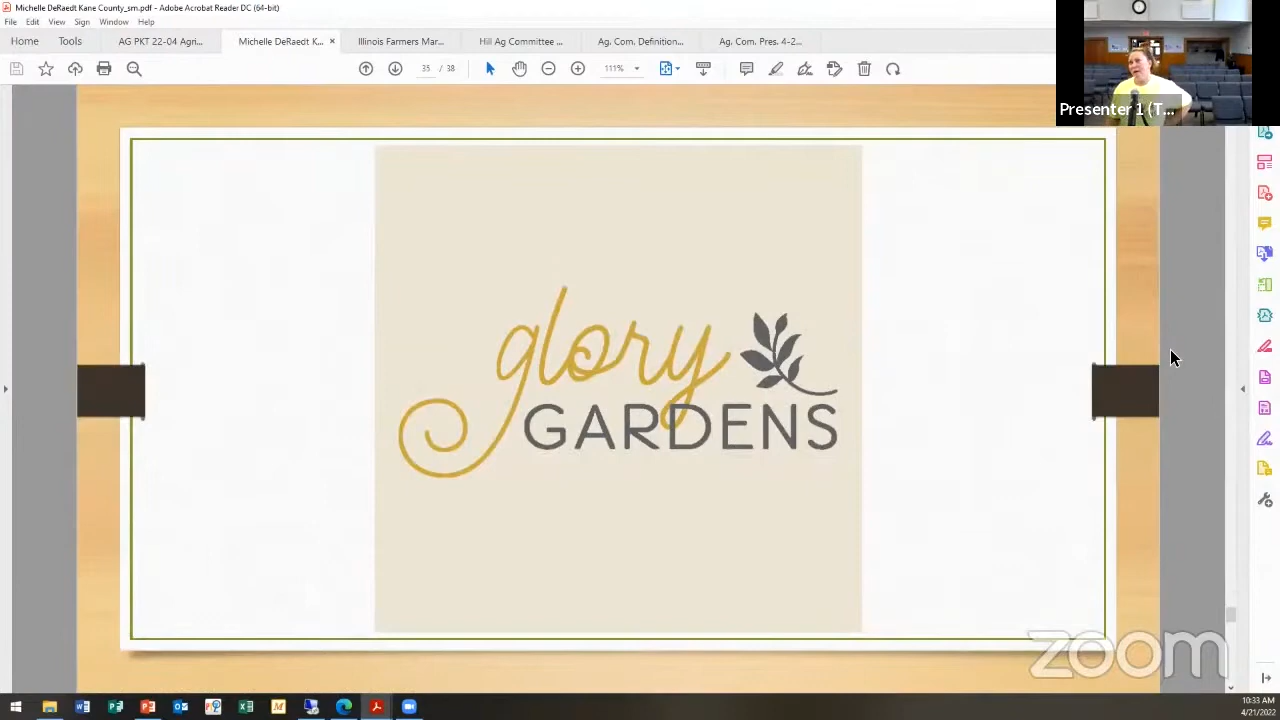 Michelle DeRaedt Kane County_sm.pdf - Adobe Acrobat Reader DC (64-bit)
File Edit View Sign Window Help
Home Tools AG PKT 22-04 Agri... Michelle DeRaedt K... × Illinois Farmers Mar... Hill Ag Committee ... Ag. Com. Definition... Ag. Com. Pres. 4-2...
111%
Presenter 1 (T...
glory
GARDENS
zoom
10:33 AM
4/21/2022